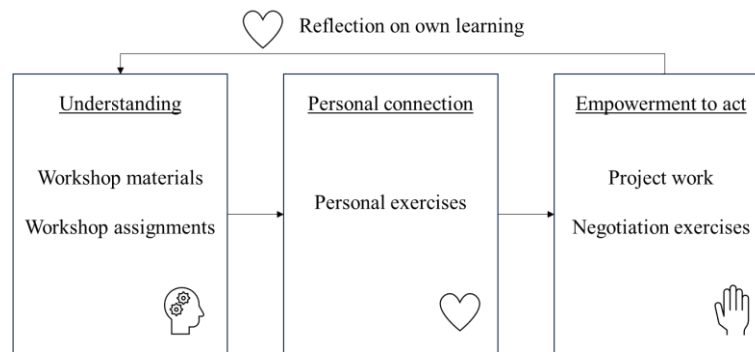 Reflection on own learning
Understanding
Workshop materials
Workshop assignments
Personal connection
Personal exercises
Empowerment to act
Project work
Negotiation exercises